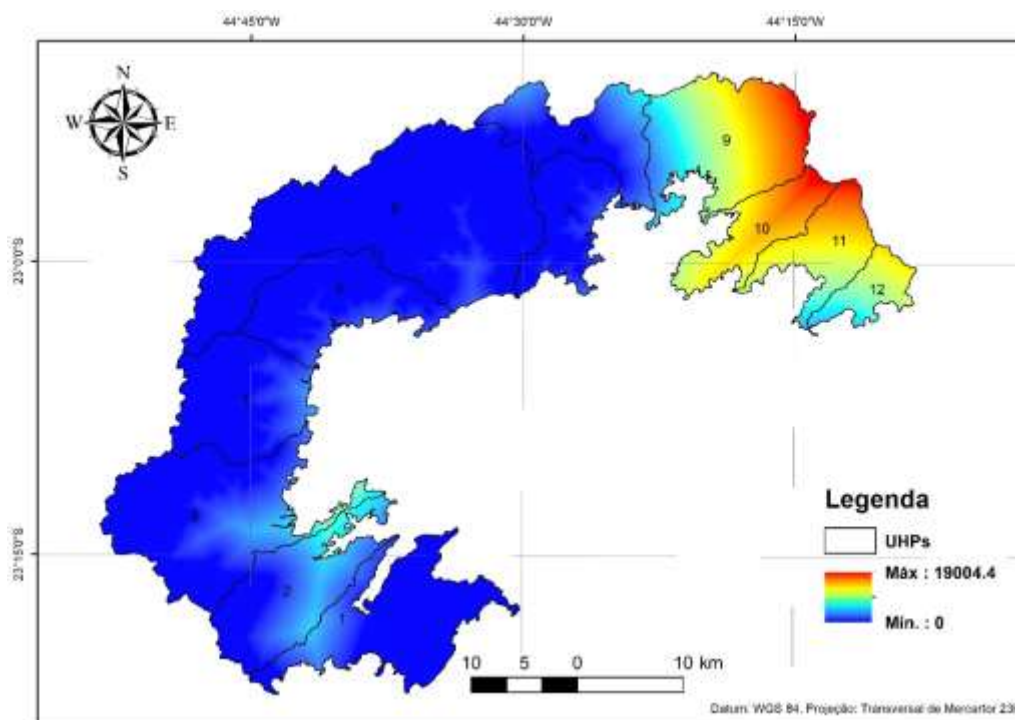 44°45'0"W 44°30'0"W 44°15'0"W
N
W E
S
9
10
11
23°0'0"S
12
Legenda
UHPs
Máx : 19004.4
Mín. : 0
23°15'0"S
2
1
10 5 0 10 km
Datum: WGS 84. Projeção: Transversal de Mercartor 23